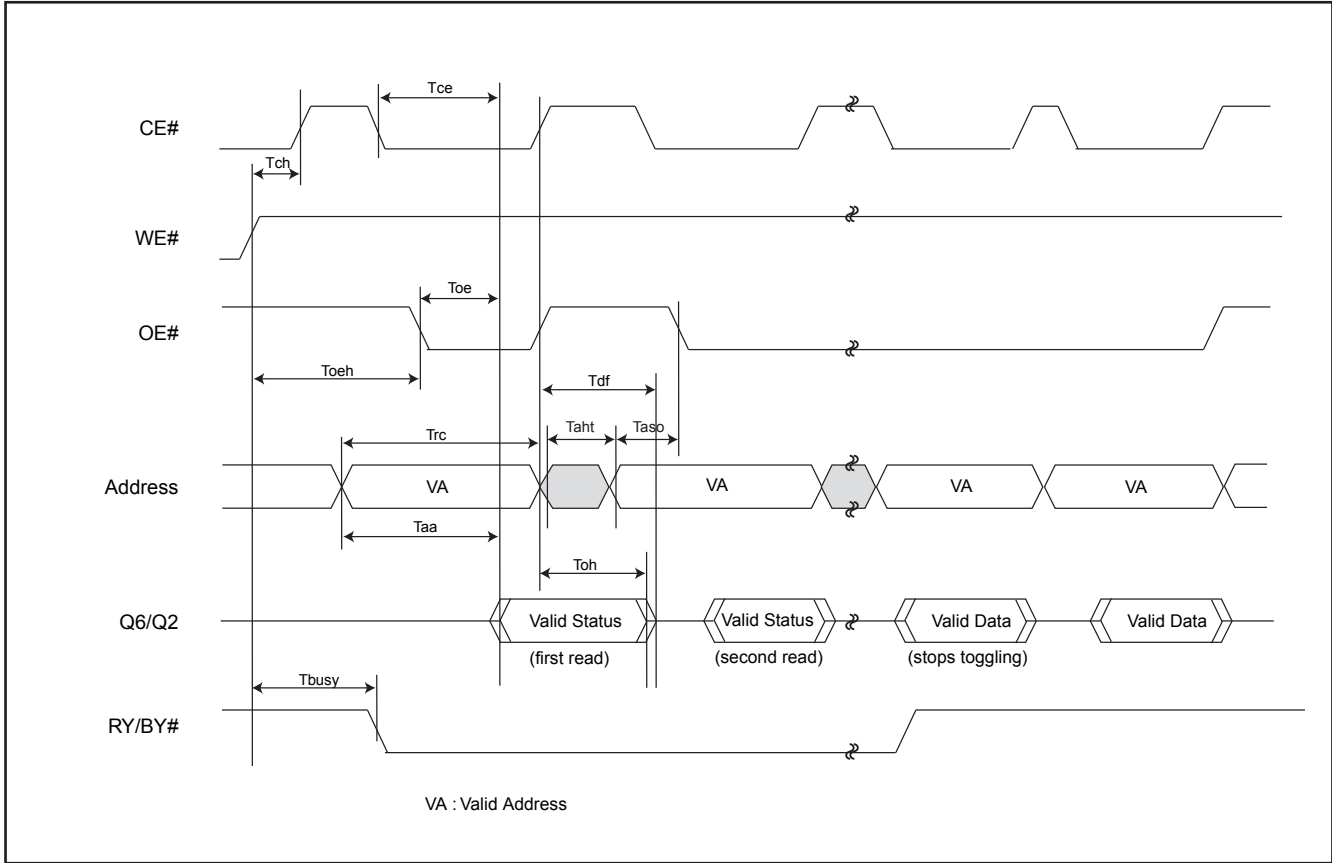 Tce
CE#
Tch
WE#
Toe
OE#
Toeh
Tdf
Trc
Taht
Taso
Address
VA
VA
VA
VA
Taa
Toh
Q6/Q2
Valid Status
Valid Status
Valid Data
Valid Data
(first read)
(second read)
(stops toggling)
Tbusy
RY/BY#
VA : Valid Address